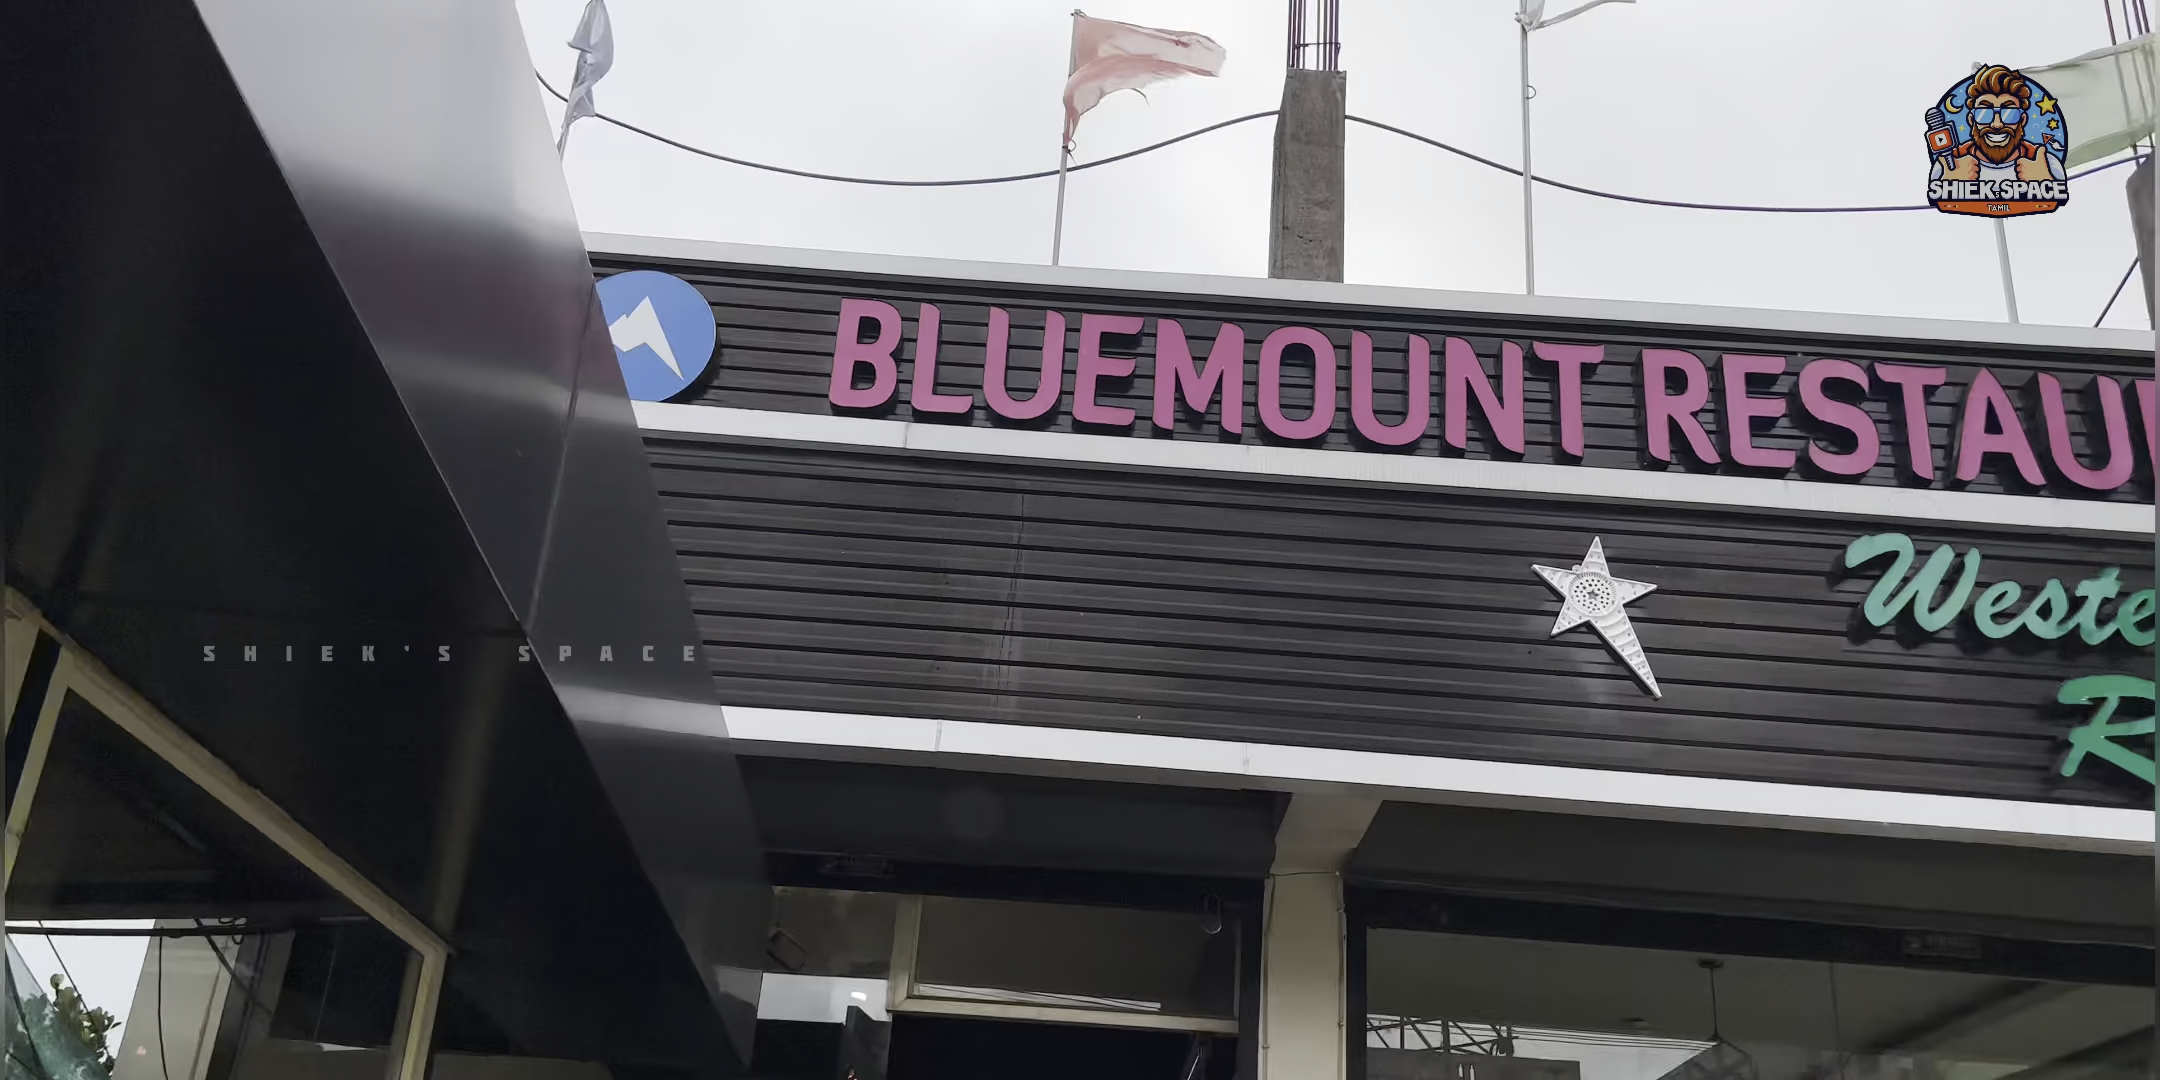 SHIEK'S SPACE
TAMIL
BLUEMOUNT RESTAU
Weste
R
SHIEK'S SPACE